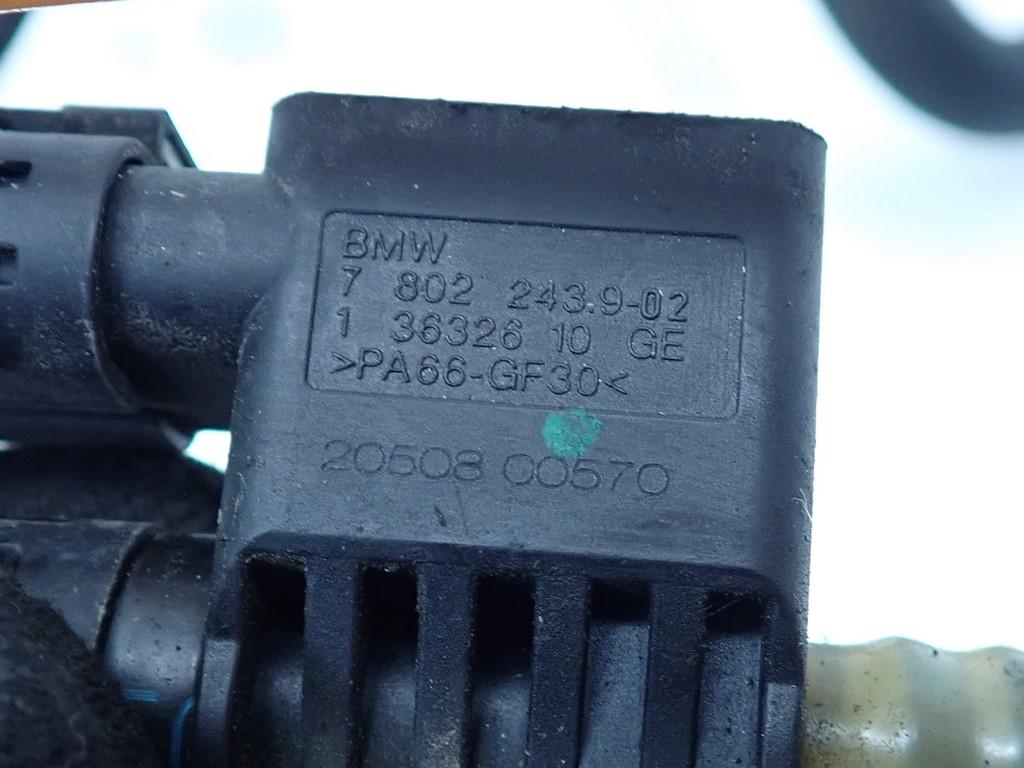 BMW
7 802 243.9-02
1 36326 10 GE
>PA66-GF30<
20508 00570